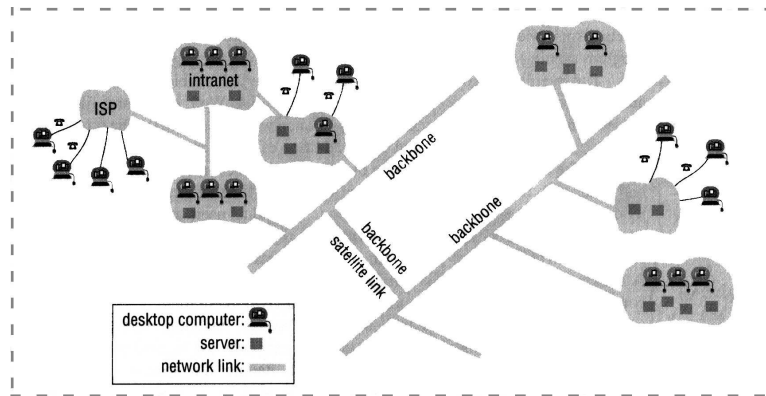 intranet
ISP
backbone
backbone
satellite link
backbone
desktop computer:
server:
network link: